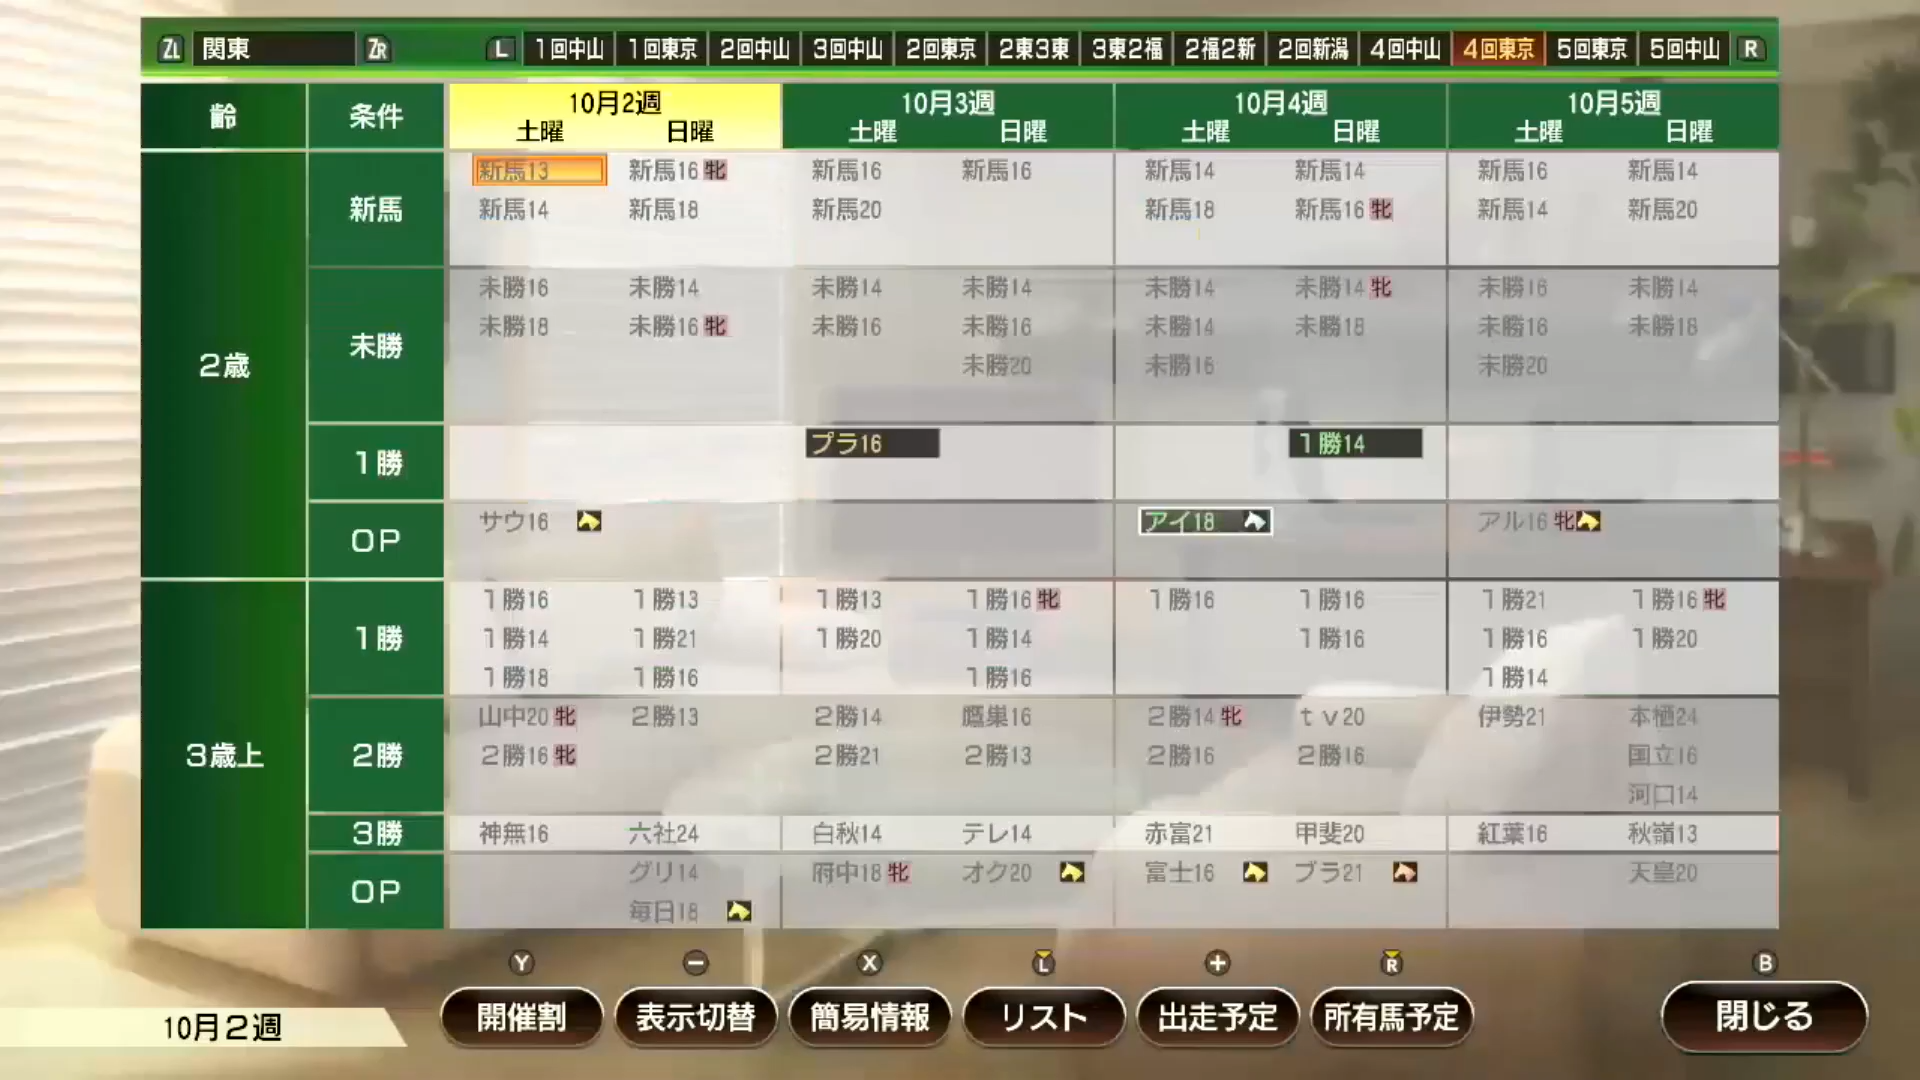 ZL 関東 ZR L 1回中山 1回東京 2回中山 3回中山 2回東京 2東3東 3東2福 2福2新 2回新潟 4回中山 4回東京 5回東京 5回中山 R
齢 条件 10月2週 10月3週 10月4週 10月5週
土曜 日曜 土曜 日曜 土曜 日曜 土曜 日曜
2歳
新馬
新馬13 新馬16 牝 新馬16 新馬16 新馬14 新馬14 新馬16 新馬14
新馬14 新馬18 新馬20 新馬18 新馬16 牝 新馬14 新馬20
未勝
未勝16 未勝14 未勝14 未勝14 未勝14 未勝14 牝 未勝16 未勝14
未勝18 未勝16 牝 未勝16 未勝16 未勝14 未勝18 未勝16 未勝18
未勝20 未勝16 未勝20
1勝
プラ16 1勝14
OP
サウ16 アイ18 アル16 牝
3歳上
1勝
1勝16 1勝13 1勝13 1勝16 牝 1勝16 1勝16 1勝21 1勝16 牝
1勝14 1勝21 1勝20 1勝14 1勝16 1勝16 1勝20
1勝18 1勝16 1勝16 1勝14
2勝
山中20 牝 2勝13 2勝14 鷹巣16 2勝14 牝 tv20 伊勢21 本栖24
2勝16 牝 2勝21 2勝13 2勝16 2勝16 国立16
河口14
3勝
神無16 六社24 白秋14 テレ14 赤富21 甲斐20 紅葉16 秋嶺13
OP
グリ14 府中18 牝 オク20 富士16 ブラ21 天皇20
毎日18
Y − X L + R B
10月2週 開催割 表示切替 簡易情報 リスト 出走予定 所有馬予定 閉じる